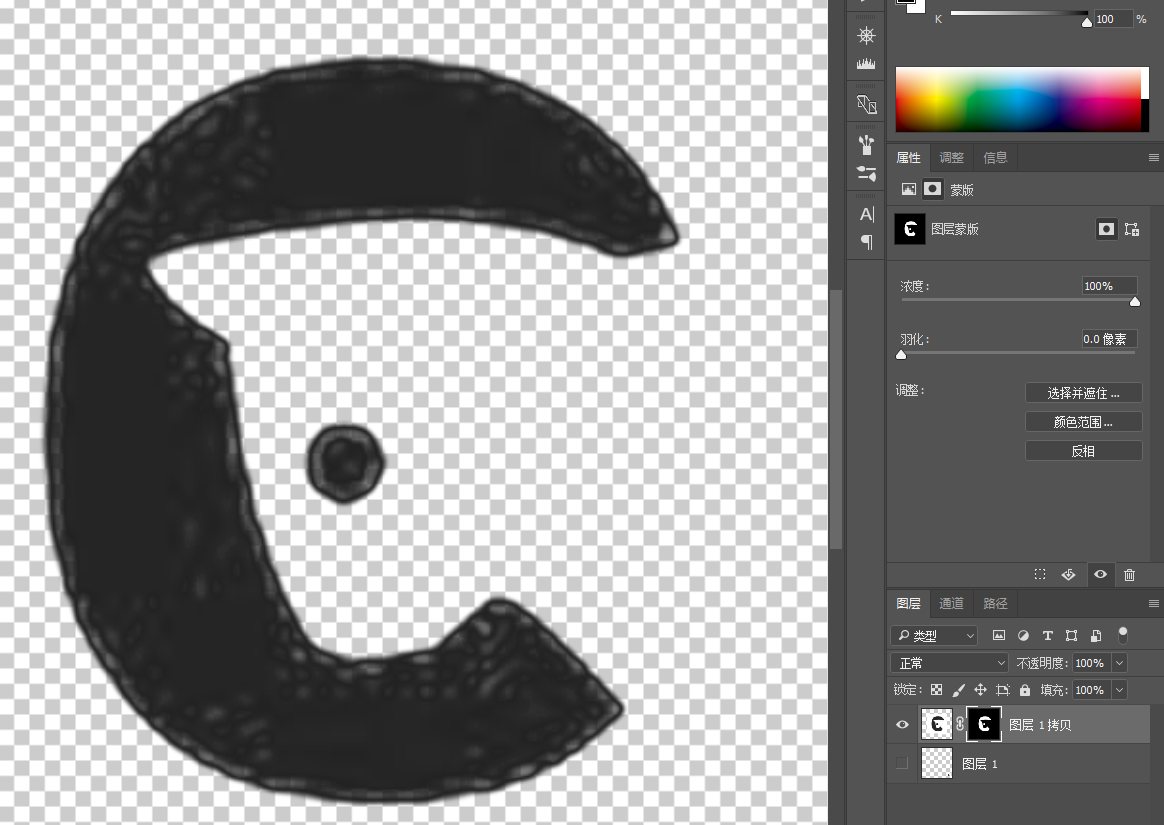 K 100 %
属性 调整 信息
蒙版
图层蒙版
浓度: 100%
羽化: 0.0 像素
调整: 选择并遮住 ...
颜色范围 ...
反相
图层 通道 路径
类型
正常 不透明度: 100%
锁定: 填充: 100%
图层 1 拷贝
图层 1